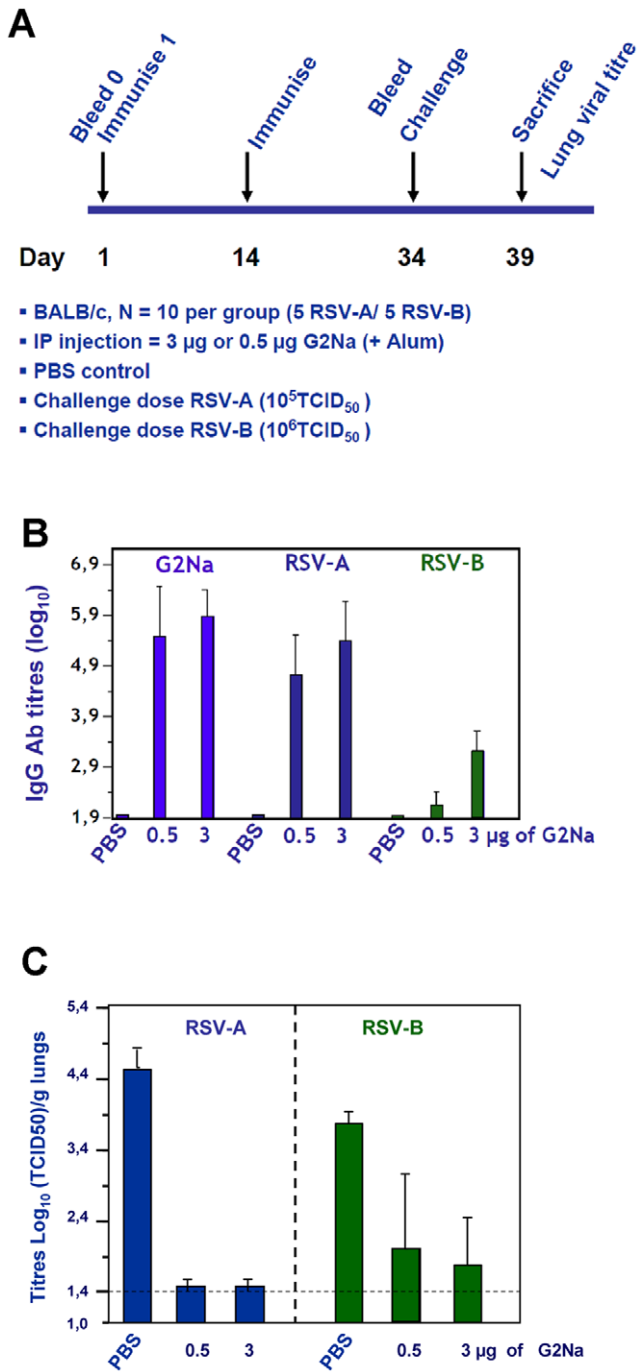 A
Bleed 0
Immunise 1
Immunise
Bleed
Challenge
Sacrifice
Lung viral titre
Day 1 14 34 39
▪ BALB/c, N = 10 per group (5 RSV-A/ 5 RSV-B)
▪ IP injection = 3 µg or 0.5 µg G2Na (+ Alum)
▪ PBS control
▪ Challenge dose RSV-A (10⁵TCID₅₀ )
▪ Challenge dose RSV-B (10⁶TCID₅₀ )
B
IgG Ab titres (log₁₀)
6,9
5,9
4,9
3,9
2,9
1,9
G2Na RSV-A RSV-B
PBS 0.5 3 PBS 0.5 3 PBS 0.5 3 µg of G2Na
C
Titres Log₁₀ (TCID50)/g lungs
5,4
4,4
3,4
2,4
1,4
1,0
RSV-A RSV-B
PBS 0.5 3 PBS 0.5 3 µg of G2Na